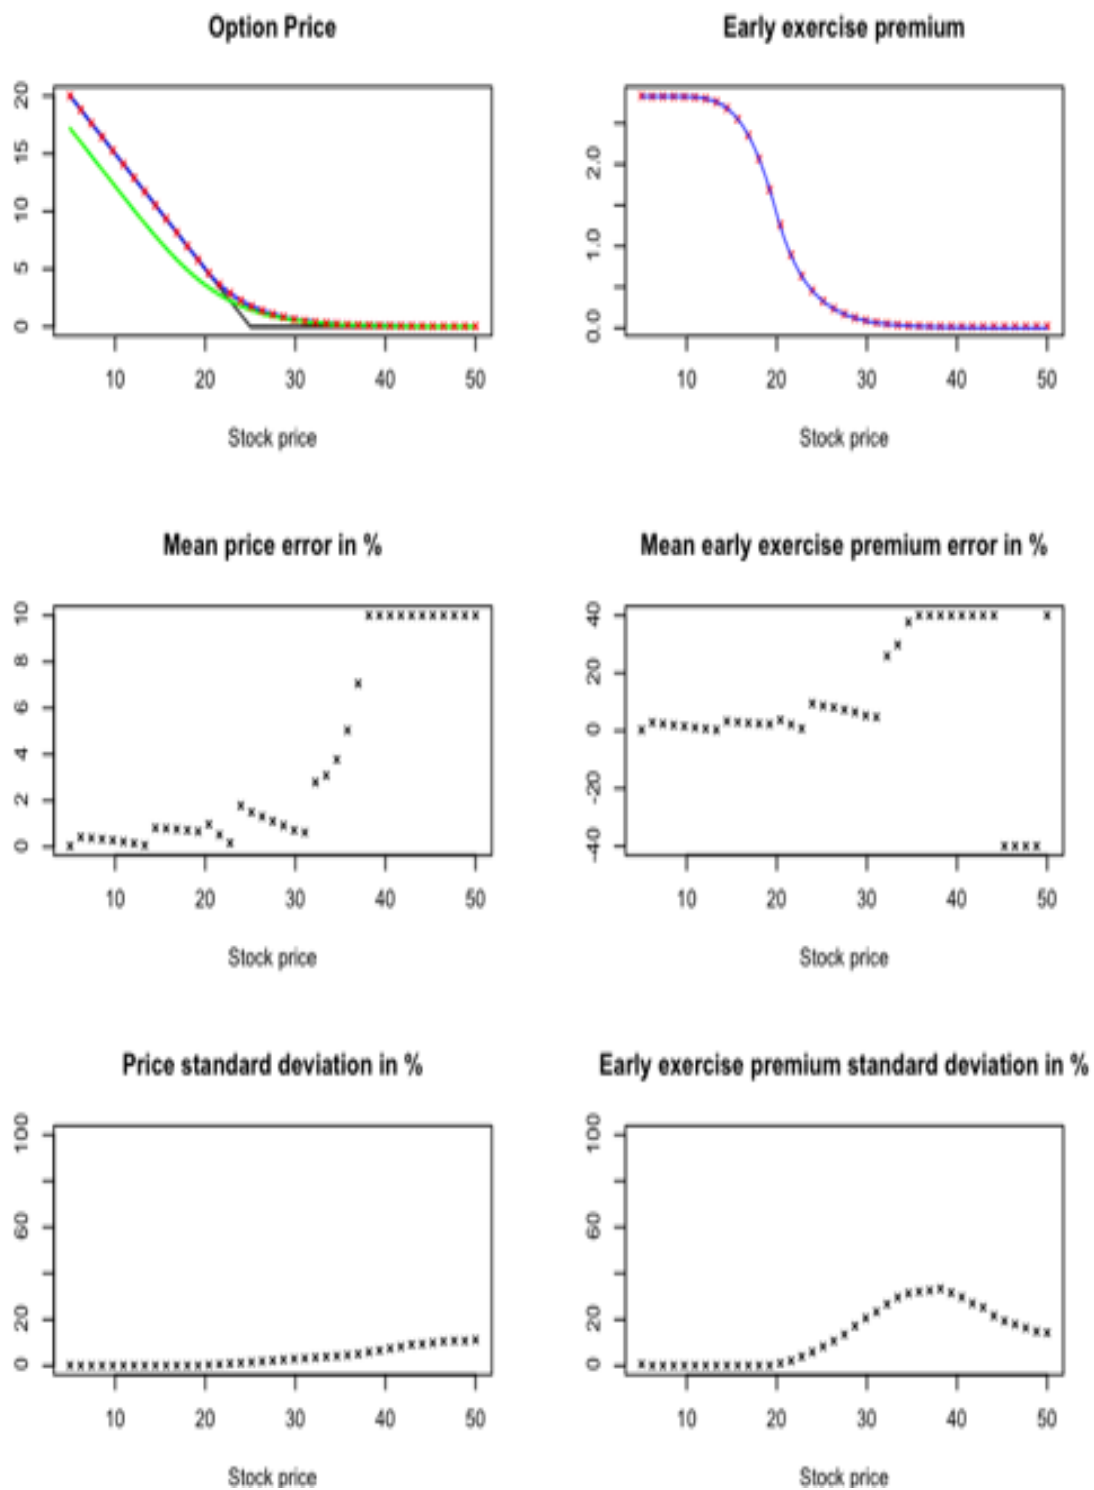 Option Price
20
15
10
5
0
10 20 30 40 50
Stock price
Early exercise premium
2.0
1.0
0.0
10 20 30 40 50
Stock price
Mean price error in %
10
8
6
4
2
0
10 20 30 40 50
Stock price
Mean early exercise premium error in %
40
20
0
-20
-40
10 20 30 40 50
Stock price
Price standard deviation in %
100
60
20
0
10 20 30 40 50
Stock price
Early exercise premium standard deviation in %
100
60
20
0
10 20 30 40 50
Stock price